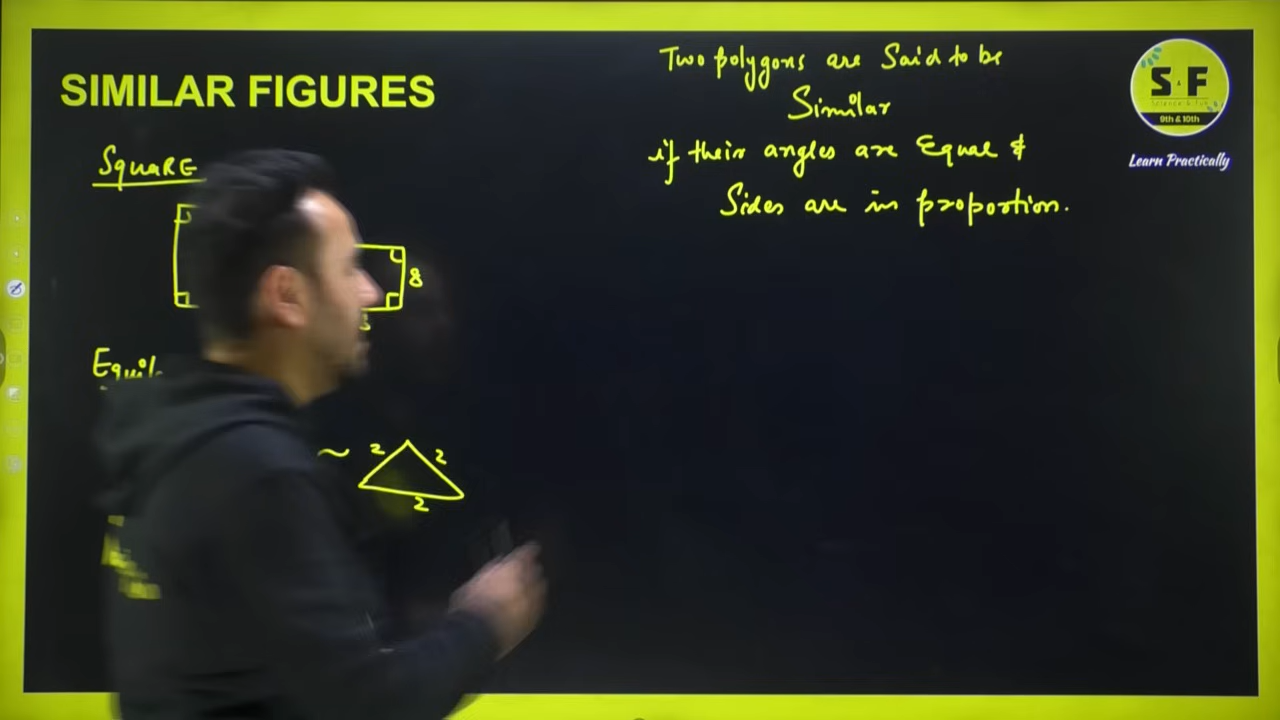 SIMILAR FIGURES
SQUARE
8
~
2 2
2
Two polygons are Said to be
Similar
if their angles are Equal &
Sides are in proportion.
S&F
9th & 10th
Learn Practically